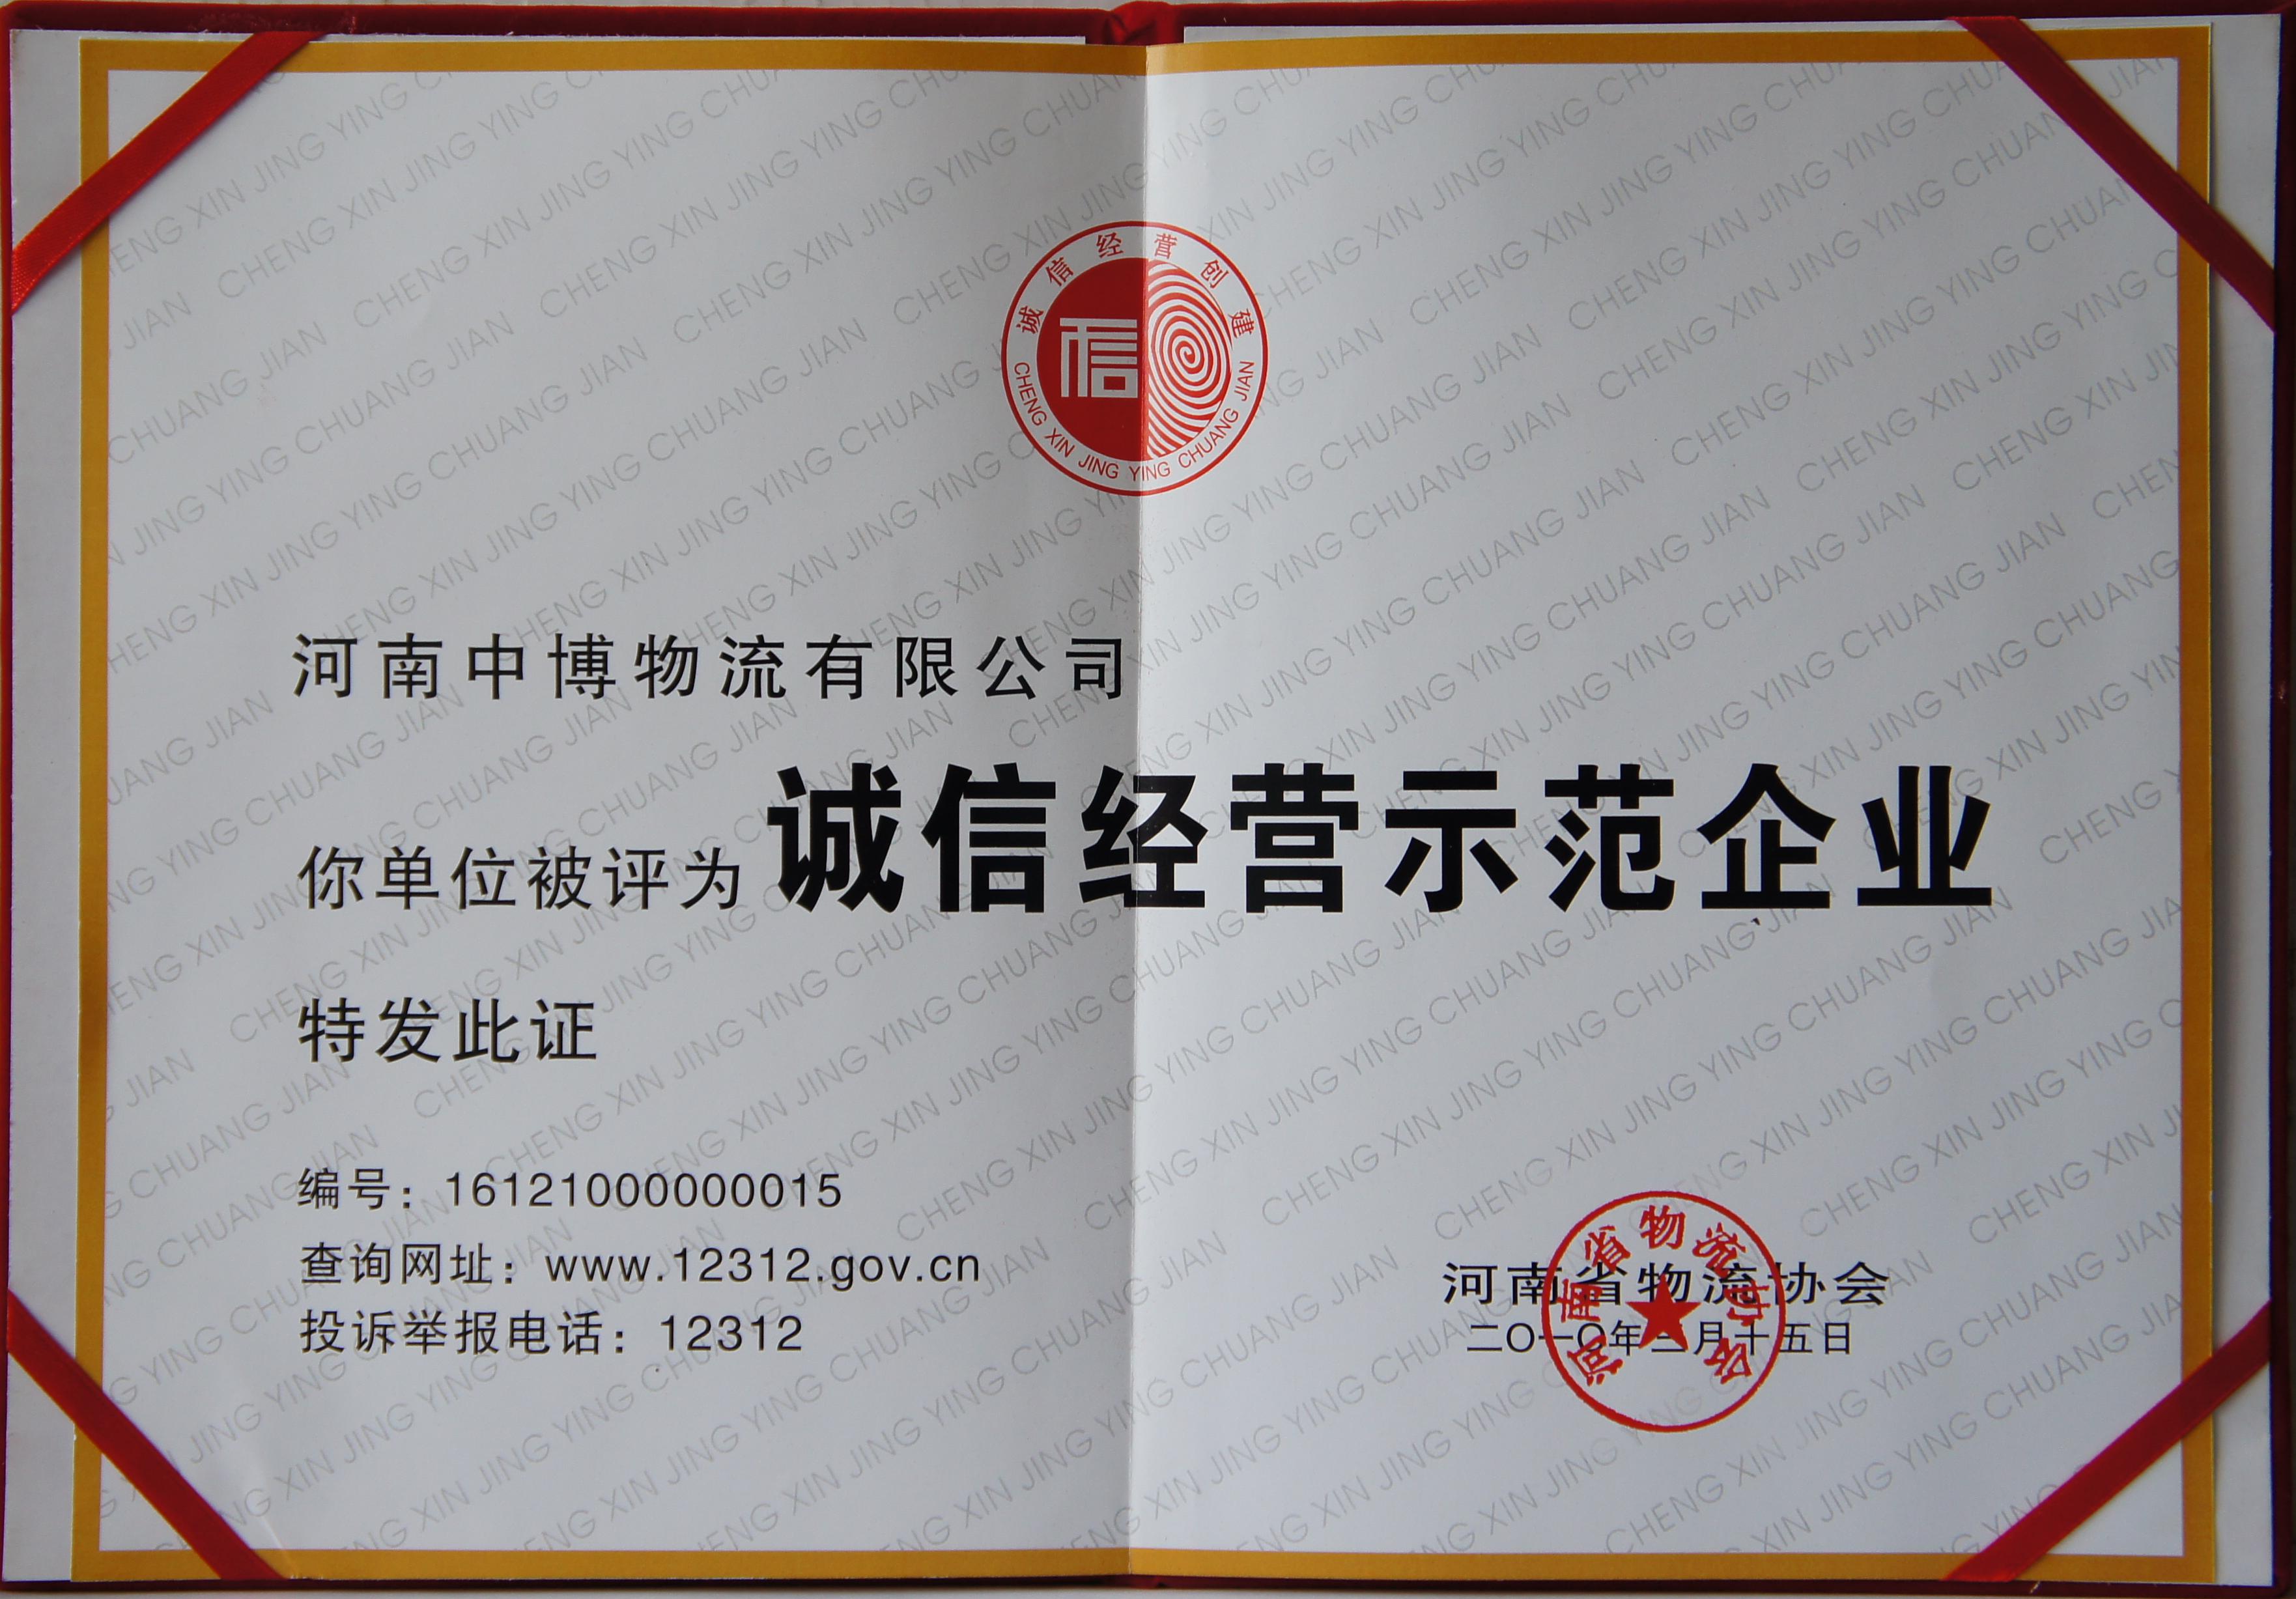 诚信经营创建
信
CHENG XIN JING YING CHUANG JIAN
河南中博物流有限公司
你单位被评为 诚信经营示范企业
特发此证
编号：16121000000015
查询网址：www.12312.gov.cn
投诉举报电话：12312
河南省物流协会
二〇一〇年三月十五日
河南省物流协会